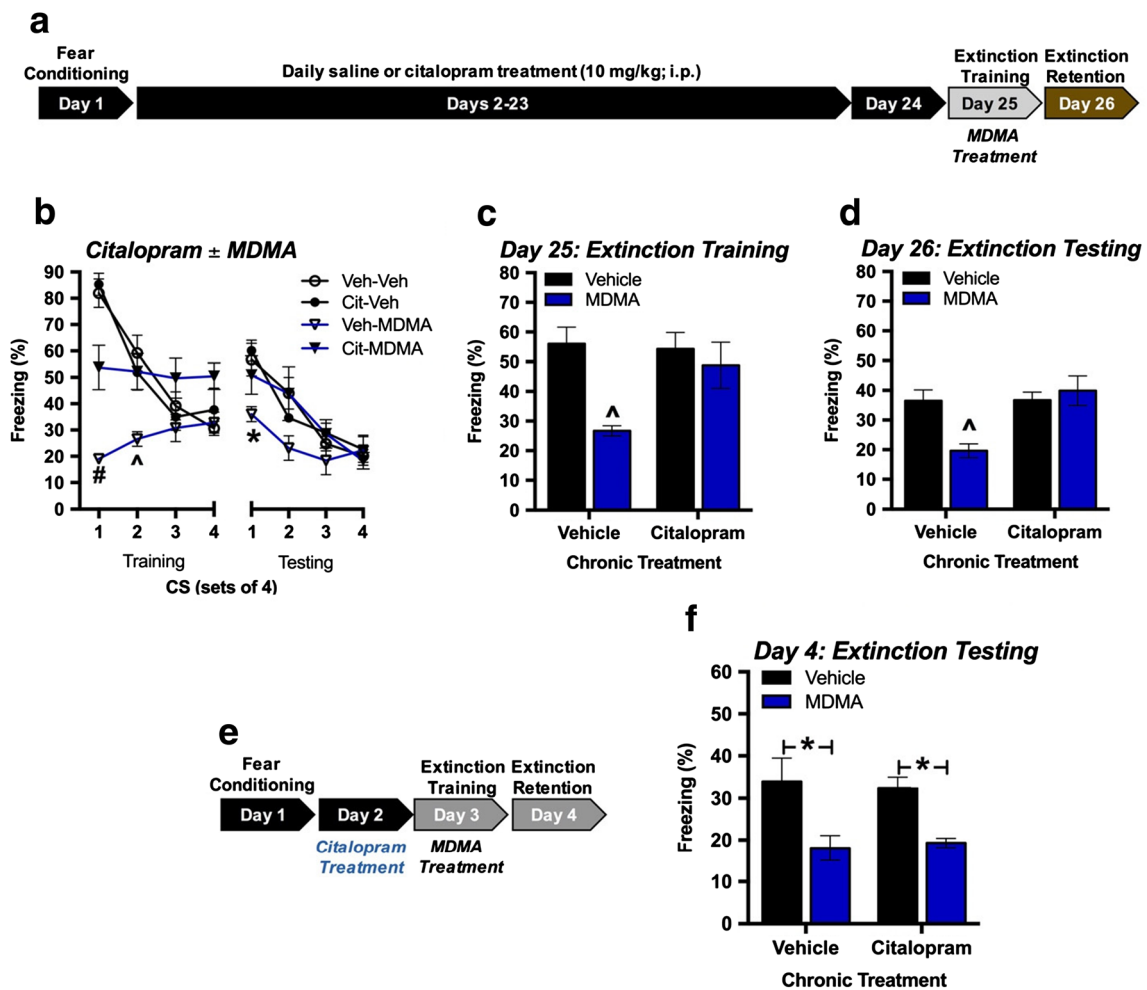 a
Fear
Conditioning
Daily saline or citalopram treatment (10 mg/kg; i.p.)
Extinction
Training
Extinction
Retention
Day 1
Days 2-23
Day 24
Day 25
Day 26
MDMA
Treatment
b
Citalopram ± MDMA
Freezing (%)
90
80
70
60
50
40
30
20
10
0
Veh-Veh
Cit-Veh
Veh-MDMA
Cit-MDMA
#
^
*
1 2 3 4 1 2 3 4
Training Testing
CS (sets of 4)
c
Day 25: Extinction Training
Freezing (%)
80
70
60
50
40
30
20
10
0
Vehicle
MDMA
^
Vehicle Citalopram
Chronic Treatment
d
Day 26: Extinction Testing
Freezing (%)
80
70
60
50
40
30
20
10
0
Vehicle
MDMA
^
Vehicle Citalopram
Chronic Treatment
e
Fear
Conditioning
Extinction
Training
Extinction
Retention
Day 1
Day 2
Day 3
Day 4
Citalopram
Treatment
MDMA
Treatment
f
Day 4: Extinction Testing
Freezing (%)
60
50
40
30
20
10
0
Vehicle
MDMA
*
*
Vehicle Citalopram
Chronic Treatment